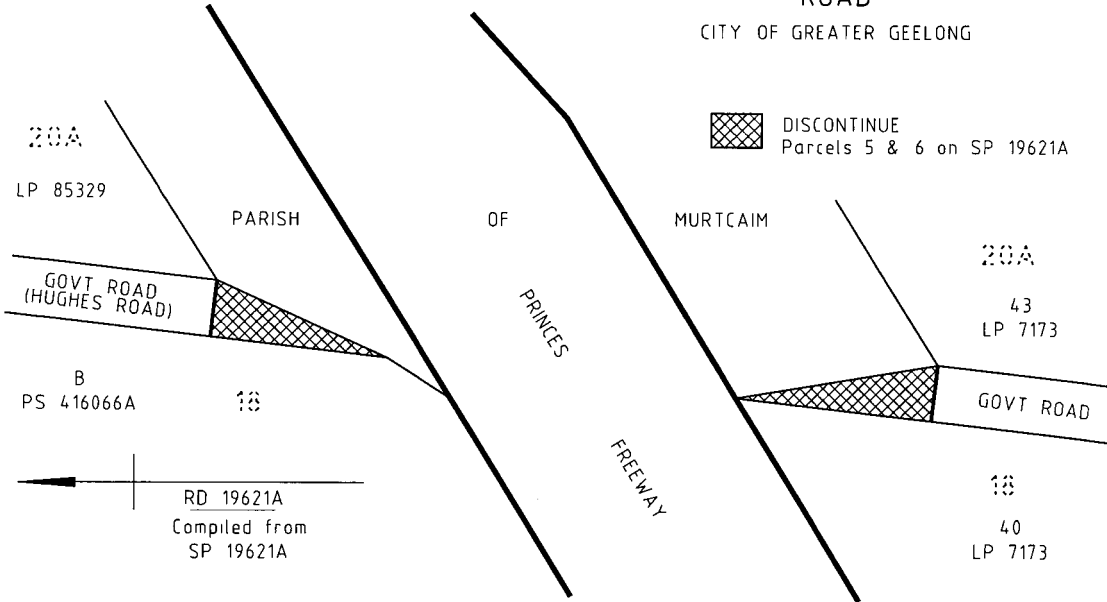 ROAD
CITY OF GREATER GEELONG
DISCONTINUE
Parcels 5 & 6 on SP 19621A
20A
LP 85329
PARISH
OF
MURTCAIM
20A
43
LP 7173
GOVT ROAD
(HUGHES ROAD)
PRINCES
FREEWAY
GOVT ROAD
B
PS 416066A
18
18
40
LP 7173
RD 19621A
Compiled from
SP 19621A